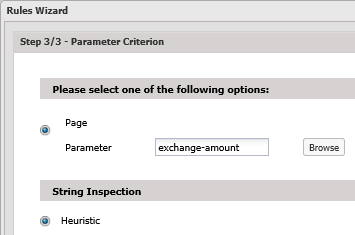 Rules Wizard
Step 3/3 - Parameter Criterion
Please select one of the following options:
Page
Parameter exchange-amount Browse
String Inspection
Heuristic